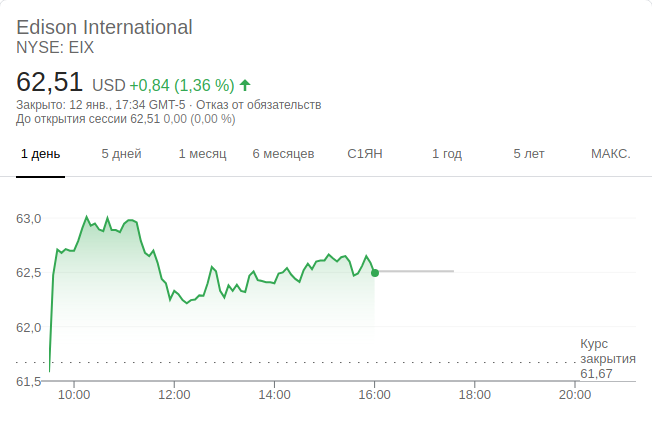 Edison International
NYSE: EIX
62,51 USD +0,84 (1,36 %)
Закрыто: 12 янв., 17:34 GMT-5 · Отказ от обязательств
До открытия сессии 62,51 0,00 (0,00 %)
1 день 5 дней 1 месяц 6 месяцев С1ЯН 1 год 5 лет МАКС.
63,0
62,5
62,0
Курс
закрытия
61,67
61,5
10:00 12:00 14:00 16:00 18:00 20:00